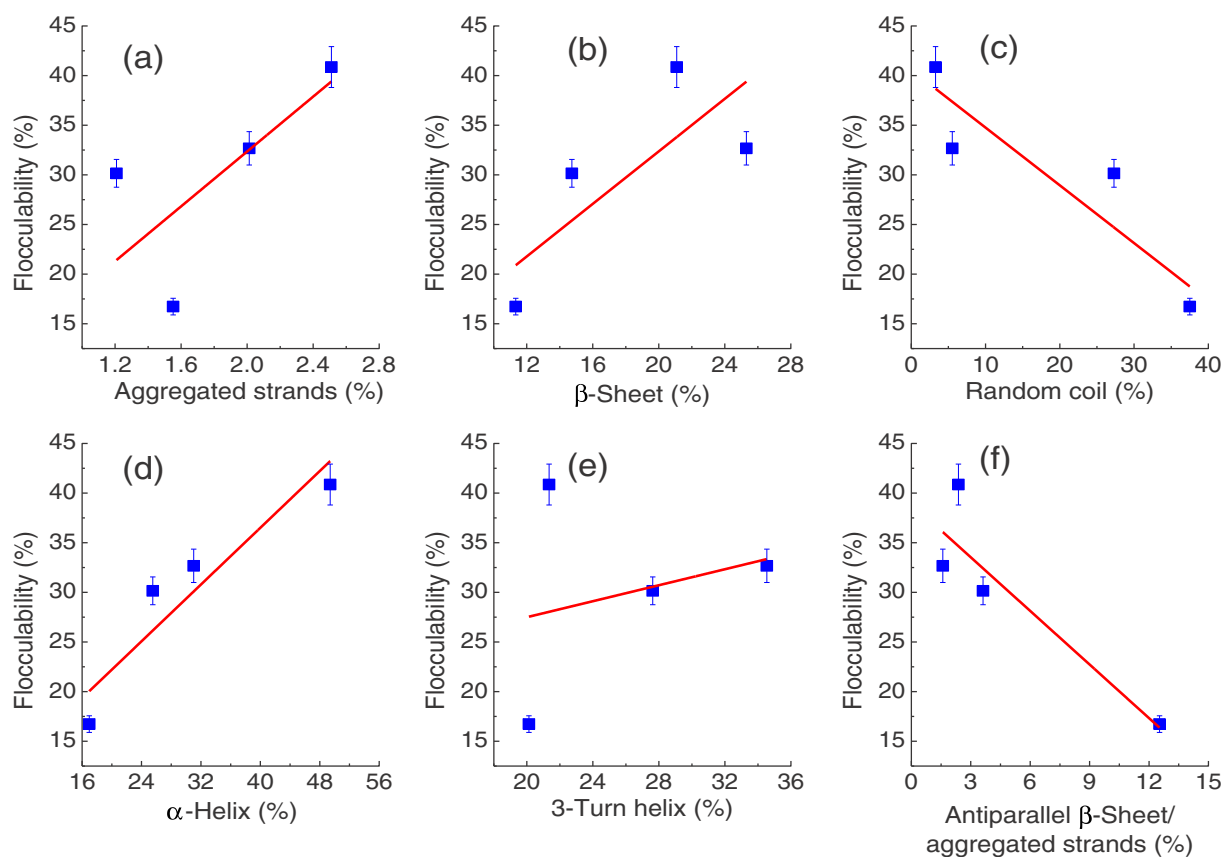 (a)
Flocculability (%)
45
40
35
30
25
20
15
1.2 1.6 2.0 2.4 2.8
Aggregated strands (%)
(b)
Flocculability (%)
45
40
35
30
25
20
15
12 16 20 24 28
β-Sheet (%)
(c)
Flocculability (%)
45
40
35
30
25
20
15
0 10 20 30 40
Random coil (%)
(d)
Flocculability (%)
45
40
35
30
25
20
15
16 24 32 40 48 56
α-Helix (%)
(e)
Flocculability (%)
45
40
35
30
25
20
15
20 24 28 32 36
3-Turn helix (%)
(f)
Flocculability (%)
45
40
35
30
25
20
15
0 3 6 9 12 15
Antiparallel β-Sheet/
aggregated strands (%)